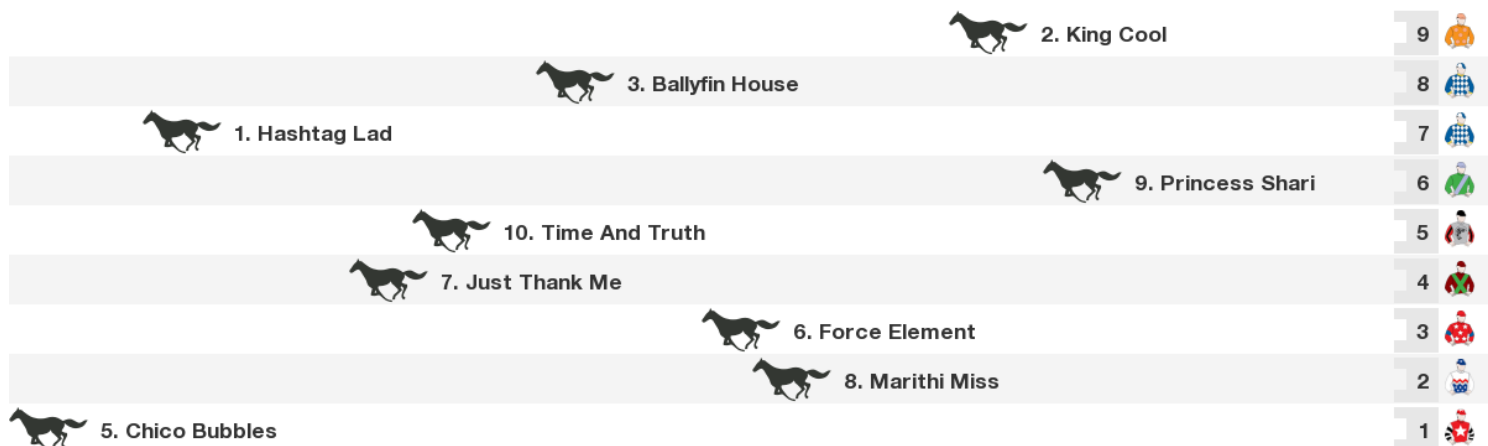 2. King Cool 9
3. Ballyfin House 8
1. Hashtag Lad 7
9. Princess Shari 6
10. Time And Truth 5
7. Just Thank Me 4
6. Force Element 3
8. Marithi Miss 2
5. Chico Bubbles 1